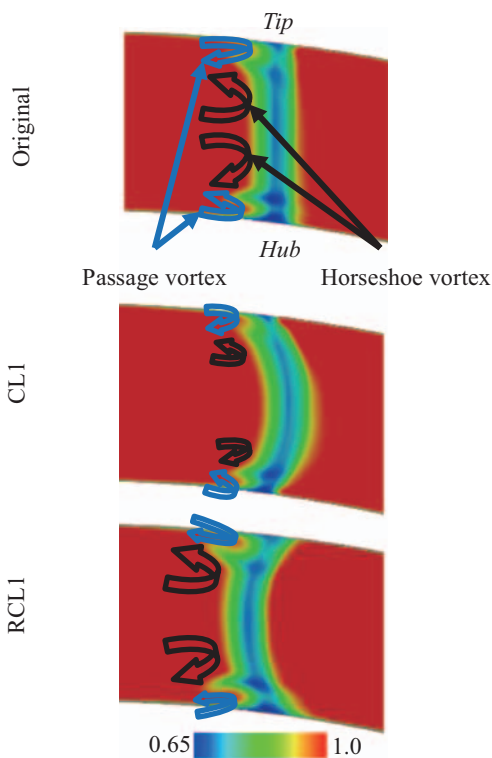 Tip
Original
Hub
Passage vortex
Horseshoe vortex
CL1
RCL1
0.65
1.0